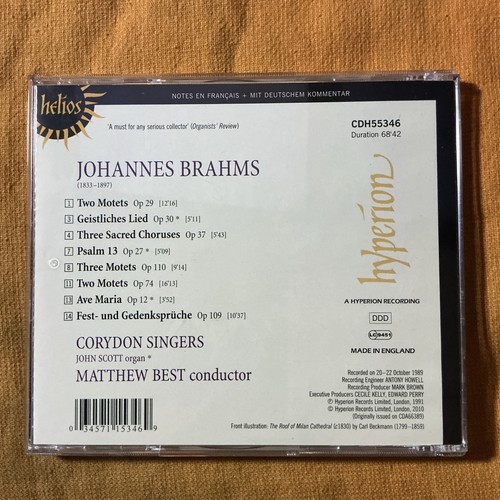 helios
NOTES EN FRANÇAIS + MIT DEUTSCHEM KOMMENTAR
'A must for any serious collector' (Organists' Review)
CDH55346
Duration 68'42
JOHANNES BRAHMS
(1833–1897)
1 Two Motets Op 29 [12'16]
3 Geistliches Lied Op 30 * [5'11]
4 Three Sacred Choruses Op 37 [5'43]
7 Psalm 13 Op 27 * [5'09]
8 Three Motets Op 110 [9'14]
11 Two Motets Op 74 [16'13]
13 Ave Maria Op 12 * [3'52]
14 Fest- und Gedenksprüche Op 109 [10'37]
hyperion
A HYPERION RECORDING
DDD
LC 9451
MADE IN ENGLAND
CORYDON SINGERS
JOHN SCOTT organ *
MATTHEW BEST conductor
Recorded on 20–22 October 1989
Recording Engineer ANTONY HOWELL
Recording Producer MARK BROWN
Executive Producers CECILE KELLY, EDWARD PERRY
℗ Hyperion Records Limited, London, 1991
© Hyperion Records Limited, London, 2010
(Originally issued on CDA66389)
0 34571 15346 9
Front illustration: The Roof of Milan Cathedral (c1830) by Carl Beckmann (1799–1859)